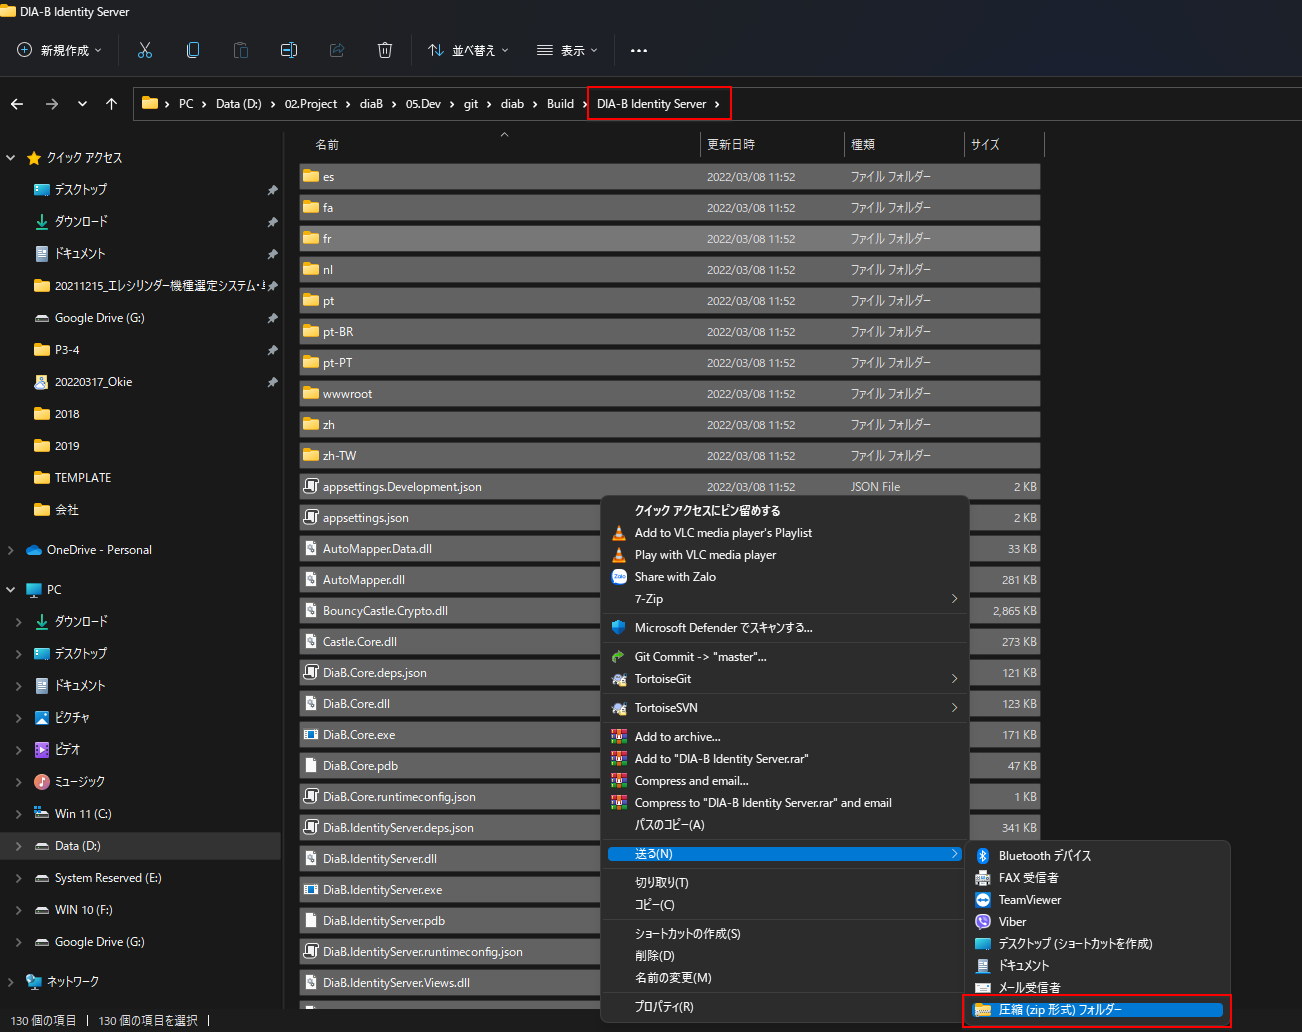 DIA-B Identity Server
新規作成
並べ替え
表示
PC
Data (D:)
02.Project
diaB
05.Dev
git
diab
Build
DIA-B Identity Server
クイック アクセス
デスクトップ
ダウンロード
ドキュメント
20211215_エレシリンダー機種選定システム・
Google Drive (G:)
P3-4
20220317_Okie
2018
2019
TEMPLATE
会社
OneDrive - Personal
PC
ダウンロード
デスクトップ
ドキュメント
ピクチャ
ビデオ
ミュージック
Win 11 (C:)
Data (D:)
System Reserved (E:)
WIN 10 (F:)
Google Drive (G:)
ネットワーク
名前 更新日時 種類 サイズ
es 2022/03/08 11:52 ファイル フォルダー
fa 2022/03/08 11:52 ファイル フォルダー
fr 2022/03/08 11:52 ファイル フォルダー
nl 2022/03/08 11:52 ファイル フォルダー
pt 2022/03/08 11:52 ファイル フォルダー
pt-BR 2022/03/08 11:52 ファイル フォルダー
pt-PT 2022/03/08 11:52 ファイル フォルダー
wwwroot 2022/03/08 11:52 ファイル フォルダー
zh 2022/03/08 11:52 ファイル フォルダー
zh-TW 2022/03/08 11:52 ファイル フォルダー
appsettings.Development.json 2022/03/08 11:52 JSON File 2 KB
appsettings.json 2 KB
AutoMapper.Data.dll 33 KB
AutoMapper.dll 281 KB
BouncyCastle.Crypto.dll 2,865 KB
Castle.Core.dll 273 KB
DiaB.Core.deps.json 121 KB
DiaB.Core.dll 123 KB
DiaB.Core.exe 171 KB
DiaB.Core.pdb 47 KB
DiaB.Core.runtimeconfig.json 1 KB
DiaB.IdentityServer.deps.json 341 KB
DiaB.IdentityServer.dll
DiaB.IdentityServer.exe
DiaB.IdentityServer.pdb
DiaB.IdentityServer.runtimeconfig.json
DiaB.IdentityServer.Views.dll
クイック アクセスにピン留めする
Add to VLC media player's Playlist
Play with VLC media player
Share with Zalo
7-Zip
Microsoft Defender でスキャンする...
Git Commit -> "master"...
TortoiseGit
TortoiseSVN
Add to archive...
Add to "DIA-B Identity Server.rar"
Compress and email...
Compress to "DIA-B Identity Server.rar" and email
パスのコピー(A)
送る(N)
切り取り(T)
コピー(C)
ショートカットの作成(S)
削除(D)
名前の変更(M)
プロパティ(R)
Bluetooth デバイス
FAX 受信者
TeamViewer
Viber
デスクトップ (ショートカットを作成)
ドキュメント
メール受信者
圧縮 (zip 形式) フォルダー
130 個の項目
130 個の項目を選択